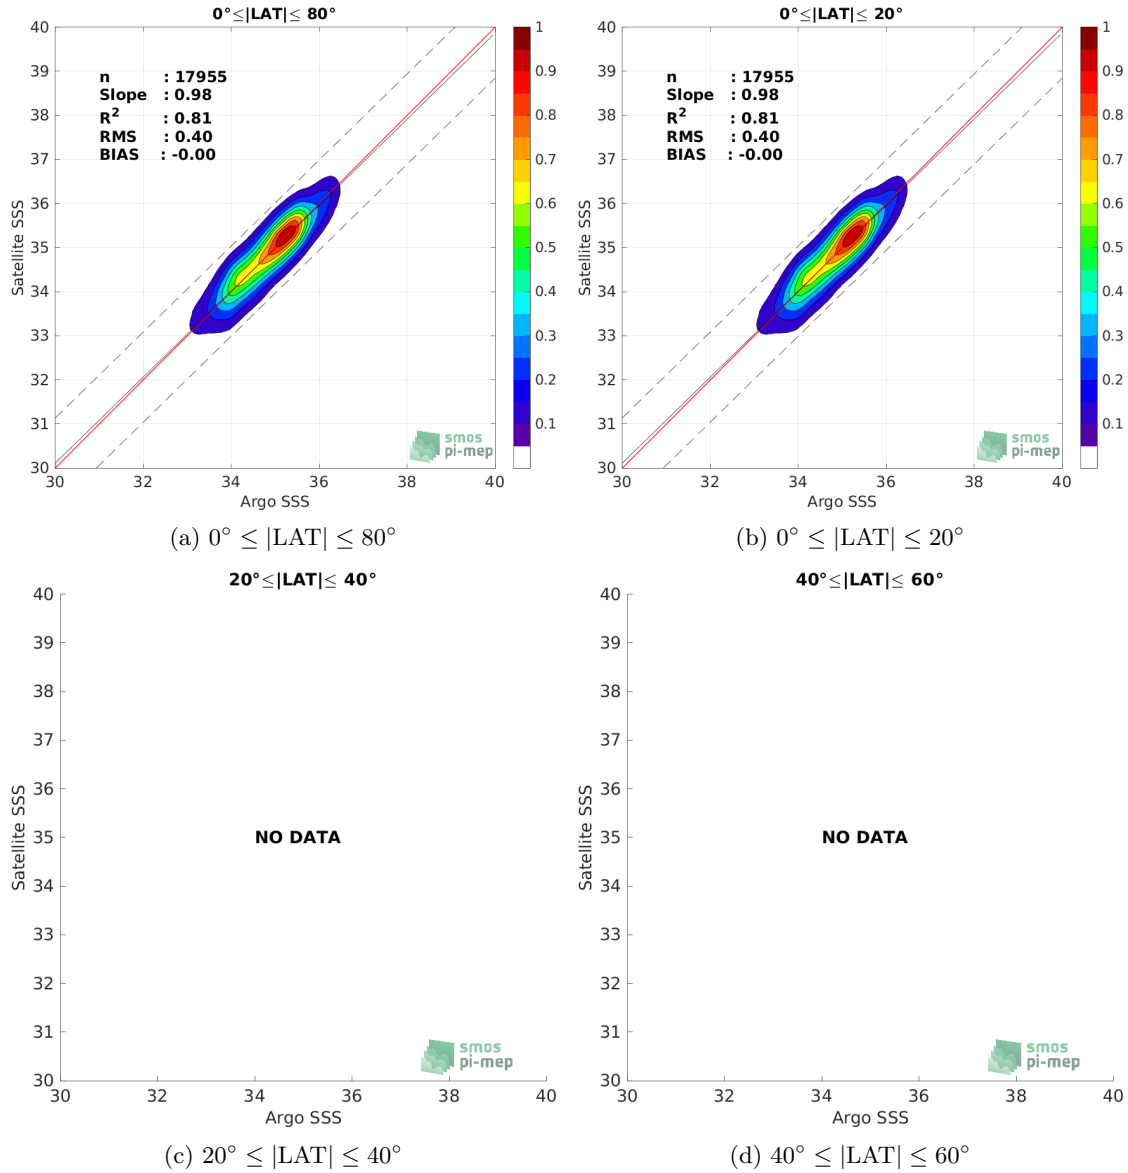 0°≤|LAT|≤ 80°
40
39
38
37
36
35
34
33
32
31
30
Satellite SSS
n : 17955
Slope : 0.98
R² : 0.81
RMS : 0.40
BIAS : -0.00
smos
pi-mep
30 32 34 36 38 40
Argo SSS
1
0.9
0.8
0.7
0.6
0.5
0.4
0.3
0.2
0.1
(a) 0° ≤ |LAT| ≤ 80°
0°≤|LAT|≤ 20°
40
39
38
37
36
35
34
33
32
31
30
Satellite SSS
n : 17955
Slope : 0.98
R² : 0.81
RMS : 0.40
BIAS : -0.00
smos
pi-mep
30 32 34 36 38 40
Argo SSS
1
0.9
0.8
0.7
0.6
0.5
0.4
0.3
0.2
0.1
(b) 0° ≤ |LAT| ≤ 20°
20°≤|LAT|≤ 40°
40
39
38
37
36
35
34
33
32
31
30
Satellite SSS
NO DATA
smos
pi-mep
30 32 34 36 38 40
Argo SSS
(c) 20° ≤ |LAT| ≤ 40°
40°≤|LAT|≤ 60°
40
39
38
37
36
35
34
33
32
31
30
Satellite SSS
NO DATA
smos
pi-mep
30 32 34 36 38 40
Argo SSS
(d) 40° ≤ |LAT| ≤ 60°